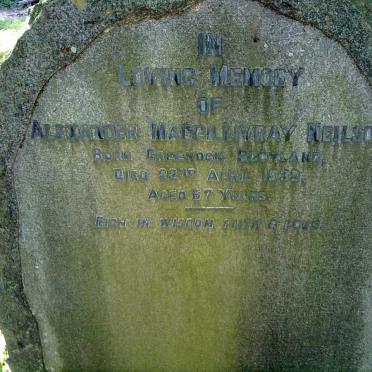 IN
LOVING MEMORY
OF
ALEXANDER MACGILLIVRAY NEILSO
BORN GREENOCK SCOTLAND,
DIED 22ND APRIL 1939,
AGED 67 YEARS.
RICH IN WISDOM, FAITH &